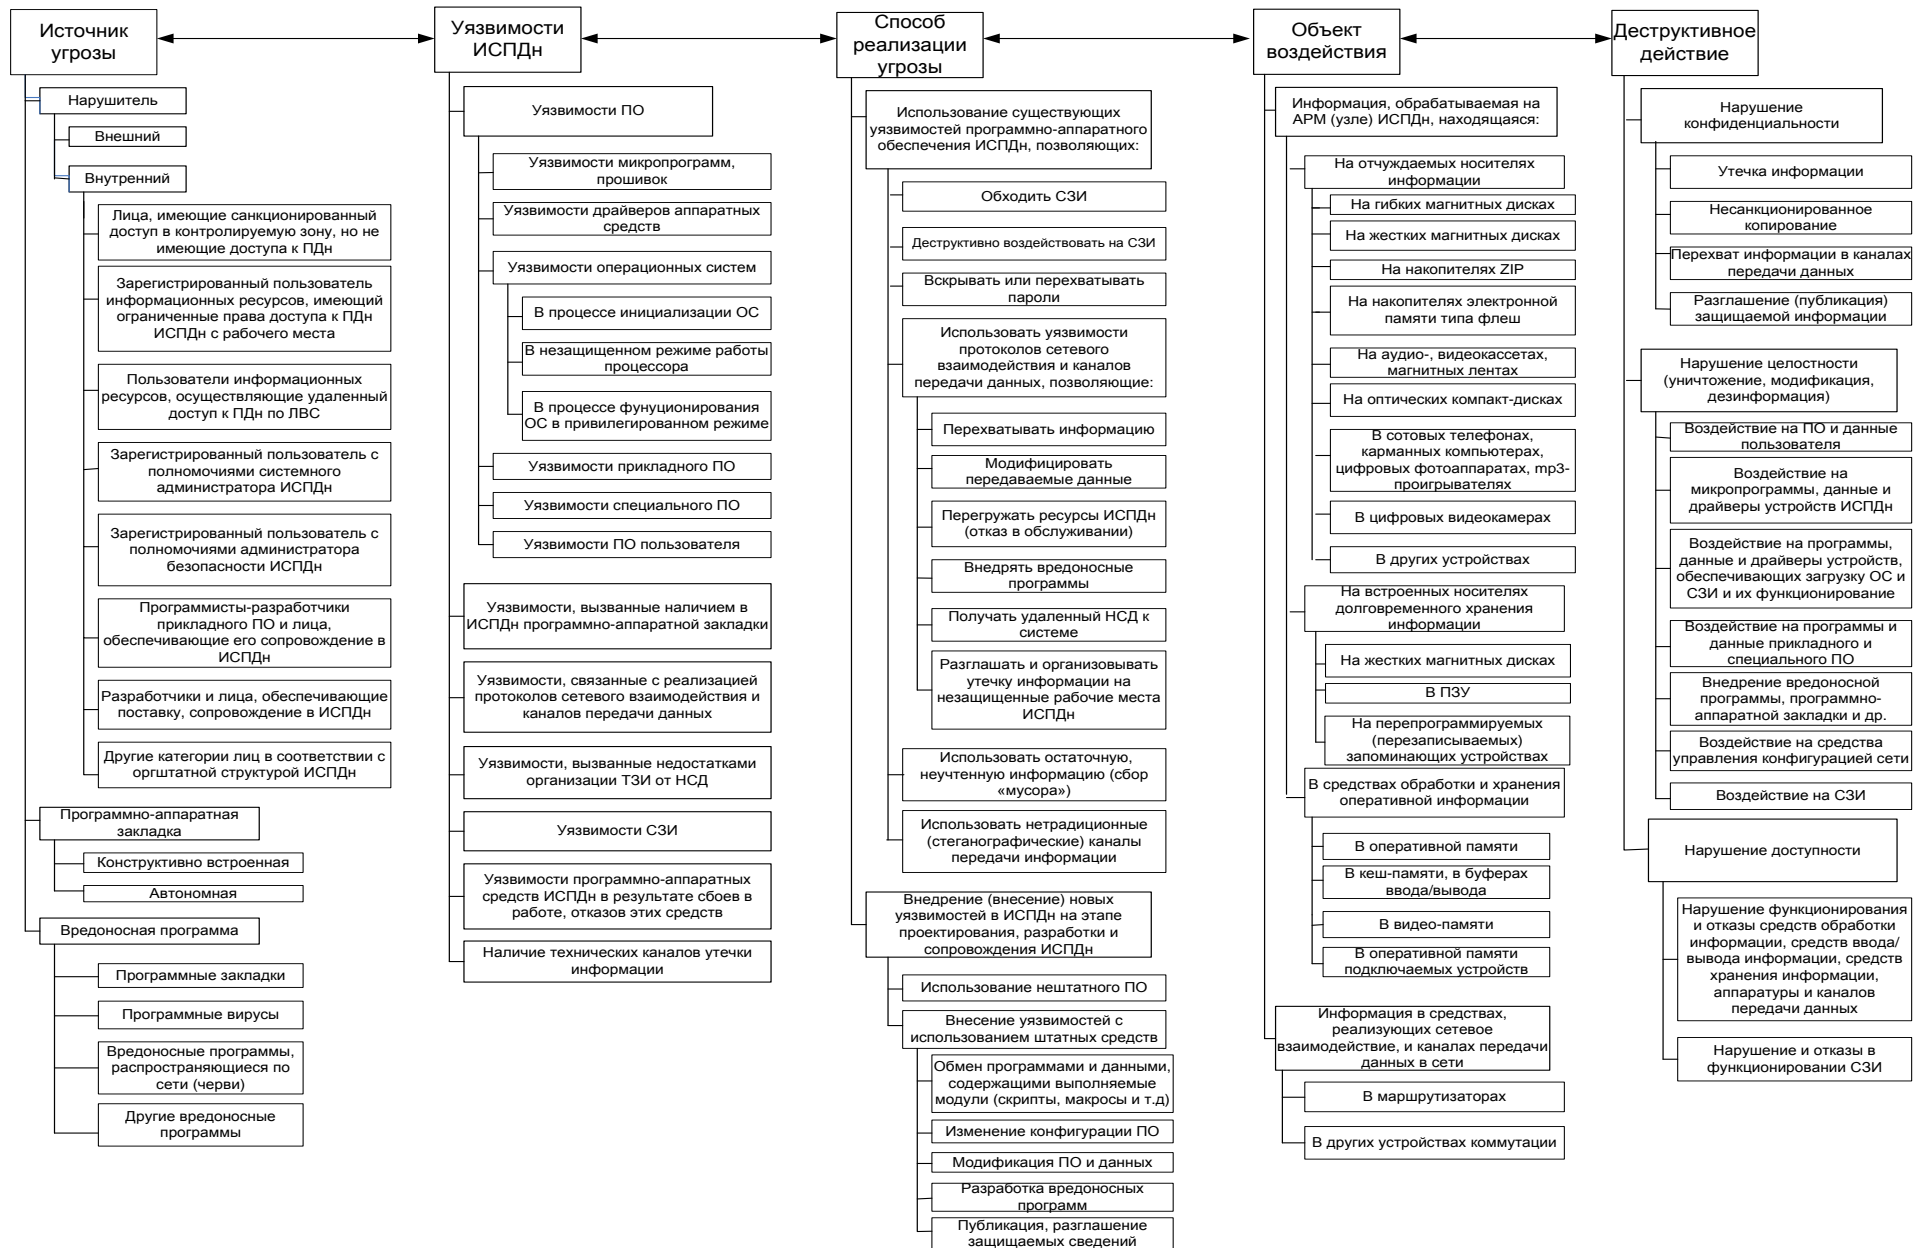 Источник
угрозы
Нарушитель
Внешний
Внутренний
Лица, имеющие санкционированный
доступ в контролируемую зону, но не
имеющие доступа к ПДн
Зарегистрированный пользователь
информационных ресурсов, имеющий
ограниченные права доступа к ПДн
ИСПДн с рабочего места
Пользователи информационных
ресурсов, осуществляющие удаленный
доступ к ПДн по ЛВС
Зарегистрированный пользователь с
полномочиями системного
администратора ИСПДн
Зарегистрированный пользователь с
полномочиями администратора
безопасности ИСПДн
Программисты-разработчики
прикладного ПО и лица,
обеспечивающие его сопровождение в
ИСПДн
Разработчики и лица, обеспечивающие
поставку, сопровождение в ИСПДн
Другие категории лиц в соответствии с
оргштатной структурой ИСПДн
Программно-аппаратная
закладка
Конструктивно встроенная
Автономная
Вредоносная программа
Программные закладки
Программные вирусы
Вредоносные программы,
распространяющиеся по
сети (черви)
Другие вредоносные
программы
Уязвимости
ИСПДн
Уязвимости ПО
Уязвимости микропрограмм,
прошивок
Уязвимости драйверов аппаратных
средств
Уязвимости операционных систем
В процессе инициализации ОС
В незащищенном режиме работы
процессора
В процессе фунуционирования
ОС в привилегированном режиме
Уязвимости прикладного ПО
Уязвимости специального ПО
Уязвимости ПО пользователя
Уязвимости, вызванные наличием в
ИСПДн программно-аппаратной закладки
Уязвимости, связанные с реализацией
протоколов сетевого взаимодействия и
каналов передачи данных
Уязвимости, вызванные недостатками
организации ТЗИ от НСД
Уязвимости СЗИ
Уязвимости программно-аппаратных
средств ИСПДн в результате сбоев в
работе, отказов этих средств
Наличие технических каналов утечки
информации
Способ
реализации
угрозы
Использование существующих
уязвимостей программно-аппаратного
обеспечения ИСПДн, позволяющих:
Обходить СЗИ
Деструктивно воздействовать на СЗИ
Вскрывать или перехватывать
пароли
Использовать уязвимости
протоколов сетевого
взаимодействия и каналов
передачи данных, позволяющие:
Перехватывать информацию
Модифицировать
передаваемые данные
Перегружать ресурсы ИСПДн
(отказ в обслуживании)
Внедрять вредоносные
программы
Получать удаленный НСД к
системе
Разглашать и организовывать
утечку информации на
незащищенные рабочие места
ИСПДн
Использовать остаточную,
неучтенную информацию (сбор
«мусора»)
Использовать нетрадиционные
(стеганографические) каналы
передачи информации
Внедрение (внесение) новых
уязвимостей в ИСПДн на этапе
проектирования, разработки и
сопровождения ИСПДн
Использование нештатного ПО
Внесение уязвимостей с
использованием штатных средств
Обмен программами и данными,
содержащими выполняемые
модули (скрипты, макросы и т.д)
Изменение конфигурации ПО
Модификация ПО и данных
Разработка вредоносных
программ
Публикация, разглашение
защищаемых сведений
Объект
воздействия
Информация, обрабатываемая на
АРМ (узле) ИСПДн, находящаяся:
На отчуждаемых носителях
информации
На гибких магнитных дисках
На жестких магнитных дисках
На накопителях ZIP
На накопителях электронной
памяти типа флеш
На аудио-, видеокассетах,
магнитных лентах
На оптических компакт-дисках
В сотовых телефонах,
карманных компьютерах,
цифровых фотоаппаратах, mp3-
проигрывателях
В цифровых видеокамерах
В других устройствах
На встроенных носителях
долговременного хранения
информации
На жестких магнитных дисках
В ПЗУ
На перепрограммируемых
(перезаписываемых)
запоминающих устройствах
В средствах обработки и хранения
оперативной информации
В оперативной памяти
В кеш-памяти, в буферах
ввода/вывода
В видео-памяти
В оперативной памяти
подключаемых устройств
Информация в средствах,
реализующих сетевое
взаимодействие, и каналах передачи
данных в сети
В маршрутизаторах
В других устройствах коммутации
Деструктивное
действие
Нарушение
конфиденциальности
Утечка информации
Несанкционированное
копирование
Перехват информации в каналах
передачи данных
Разглашение (публикация)
защищаемой информации
Нарушение целостности
(уничтожение, модификация,
дезинформация)
Воздействие на ПО и данные
пользователя
Воздействие на
микропрограммы, данные и
драйверы устройств ИСПДн
Воздействие на программы,
данные и драйверы устройств,
обеспечивающих загрузку ОС и
СЗИ и их функционирование
Воздействие на программы и
данные прикладного и
специального ПО
Внедрение вредоносной
программы, программно-
аппаратной закладки и др.
Воздействие на средства
управления конфигурацией сети
Воздействие на СЗИ
Нарушение доступности
Нарушение функционирования
и отказы средств обработки
информации, средств ввода/
вывода информации, средств
хранения информации,
аппаратуры и каналов
передачи данных
Нарушение и отказы в
функционировании СЗИ